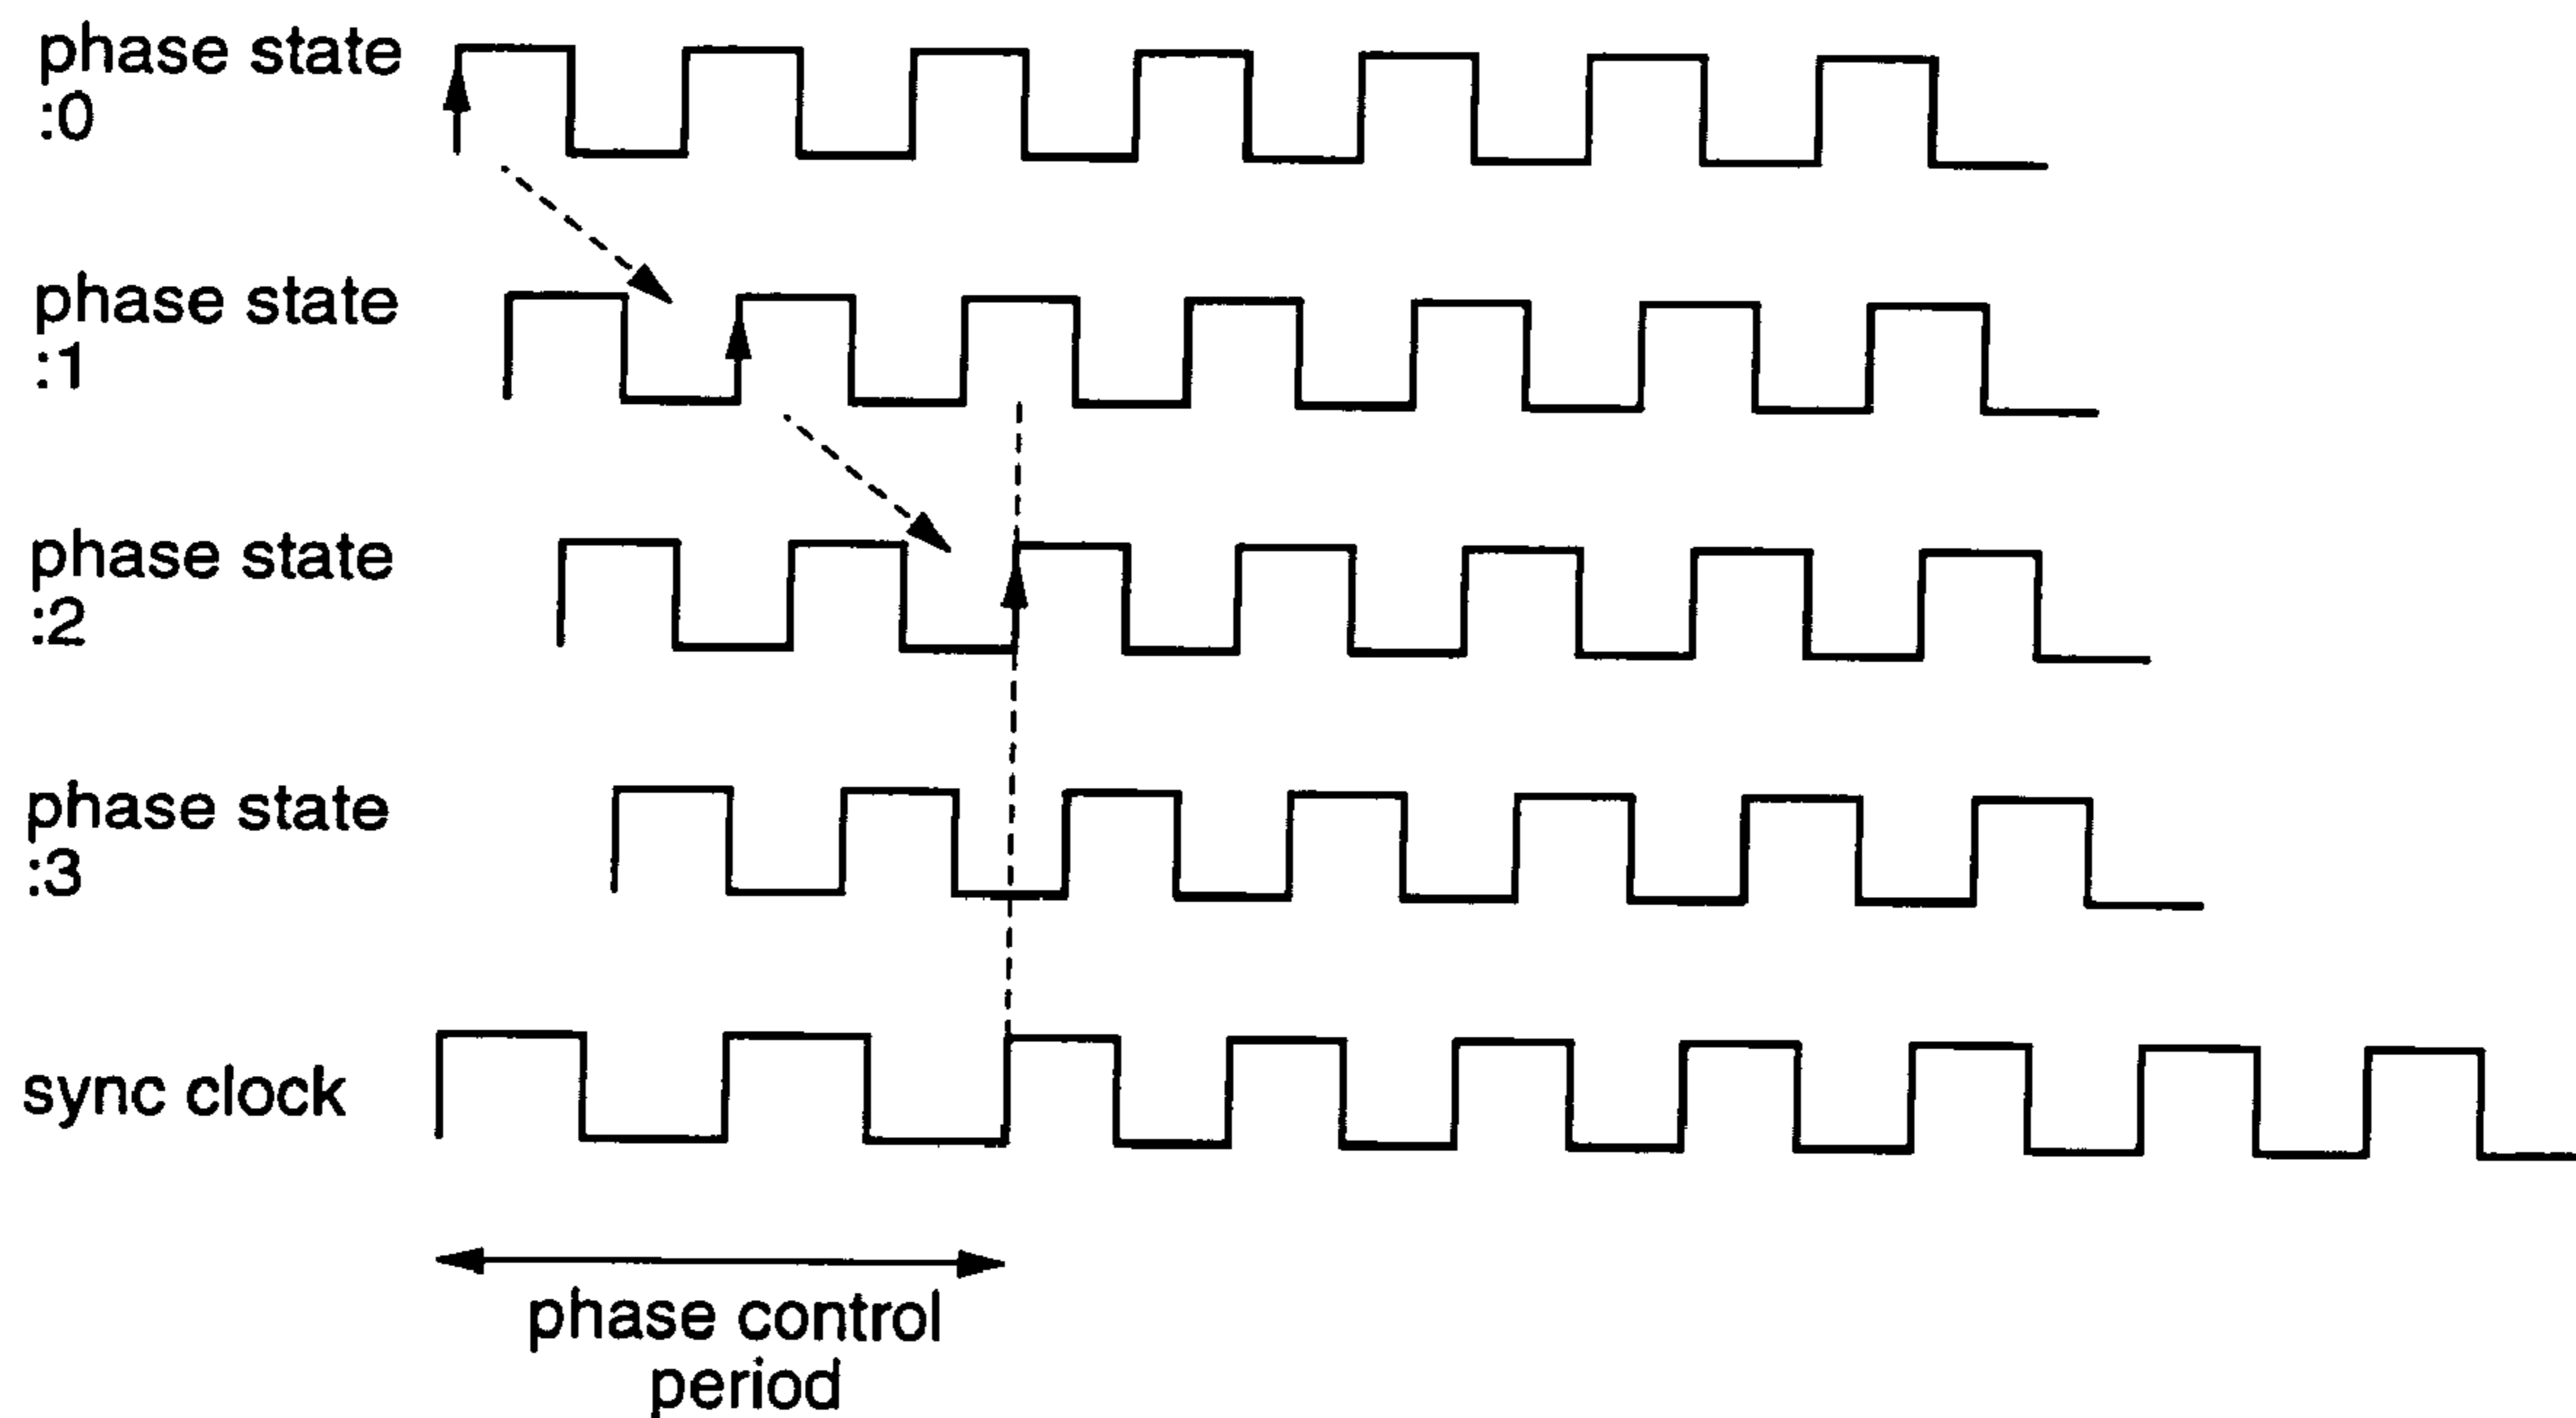 phase state
:0
phase state
:1
phase state
:2
phase state
:3
sync clock
phase control
period